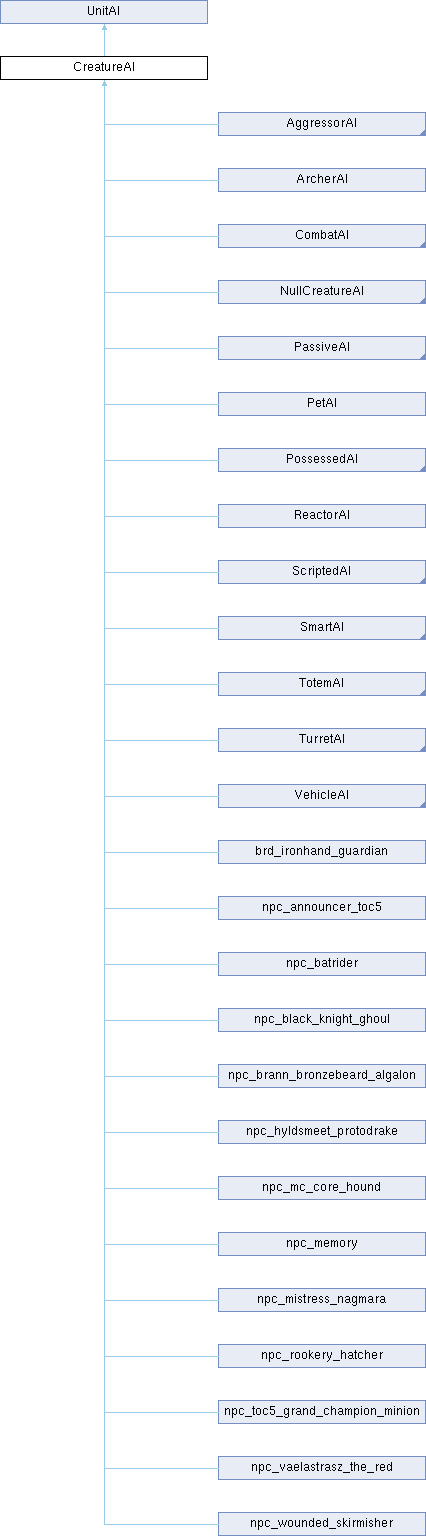 UnitAI
CreatureAI
AggressorAI
ArcherAI
CombatAI
NullCreatureAI
PassiveAI
PetAI
PossessedAI
ReactorAI
ScriptedAI
SmartAI
TotemAI
TurretAI
VehicleAI
brd_ironhand_guardian
npc_announcer_toc5
npc_batrider
npc_black_knight_ghoul
npc_brann_bronzebeard_algalon
npc_hyldsmeet_protodrake
npc_mc_core_hound
npc_memory
npc_mistress_nagmara
npc_rookery_hatcher
npc_toc5_grand_champion_minion
npc_vaelastrasz_the_red
npc_wounded_skirmisher